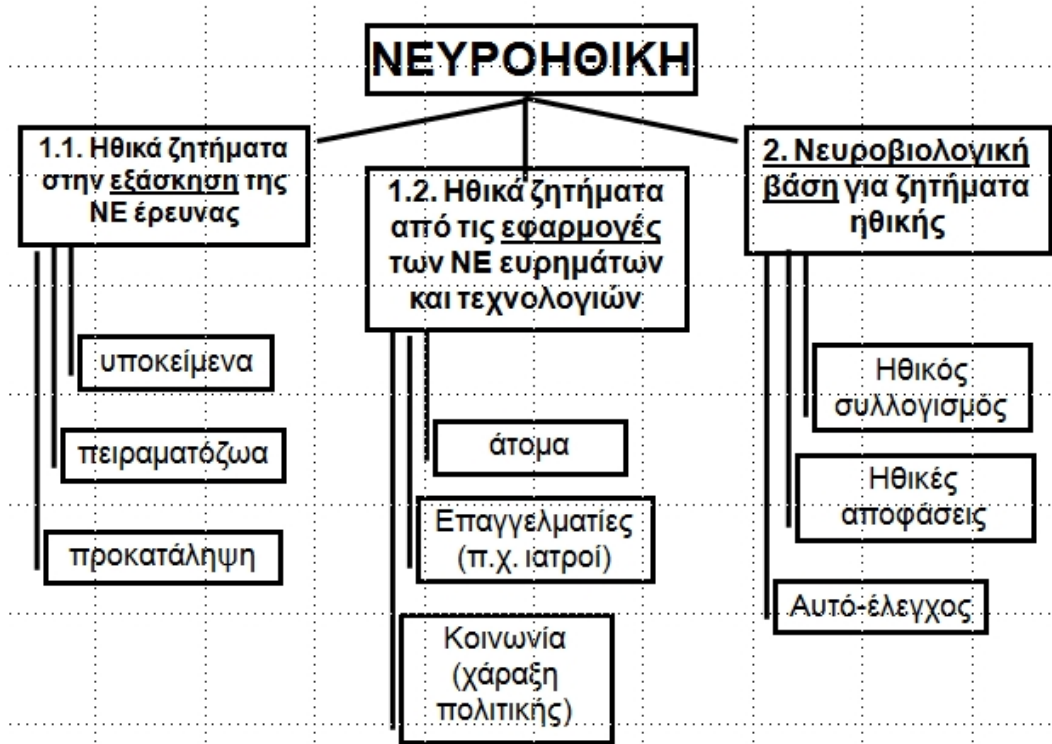 ΝΕΥΡΟΗΘΙΚΗ
1.1. Ηθικά ζητήματα
στην εξάσκηση της
ΝΕ έρευνας
υποκείμενα
πειραματόζωα
προκατάληψη
1.2. Ηθικά ζητήματα
από τις εφαρμογές
των ΝΕ ευρημάτων
και τεχνολογιών
άτομα
Επαγγελματίες
(π.χ. ιατροί)
Κοινωνία
(χάραξη
πολιτικής)
2. Νευροβιολογική
βάση για ζητήματα
ηθικής
Ηθικός
συλλογισμός
Ηθικές
αποφάσεις
Αυτό-έλεγχος